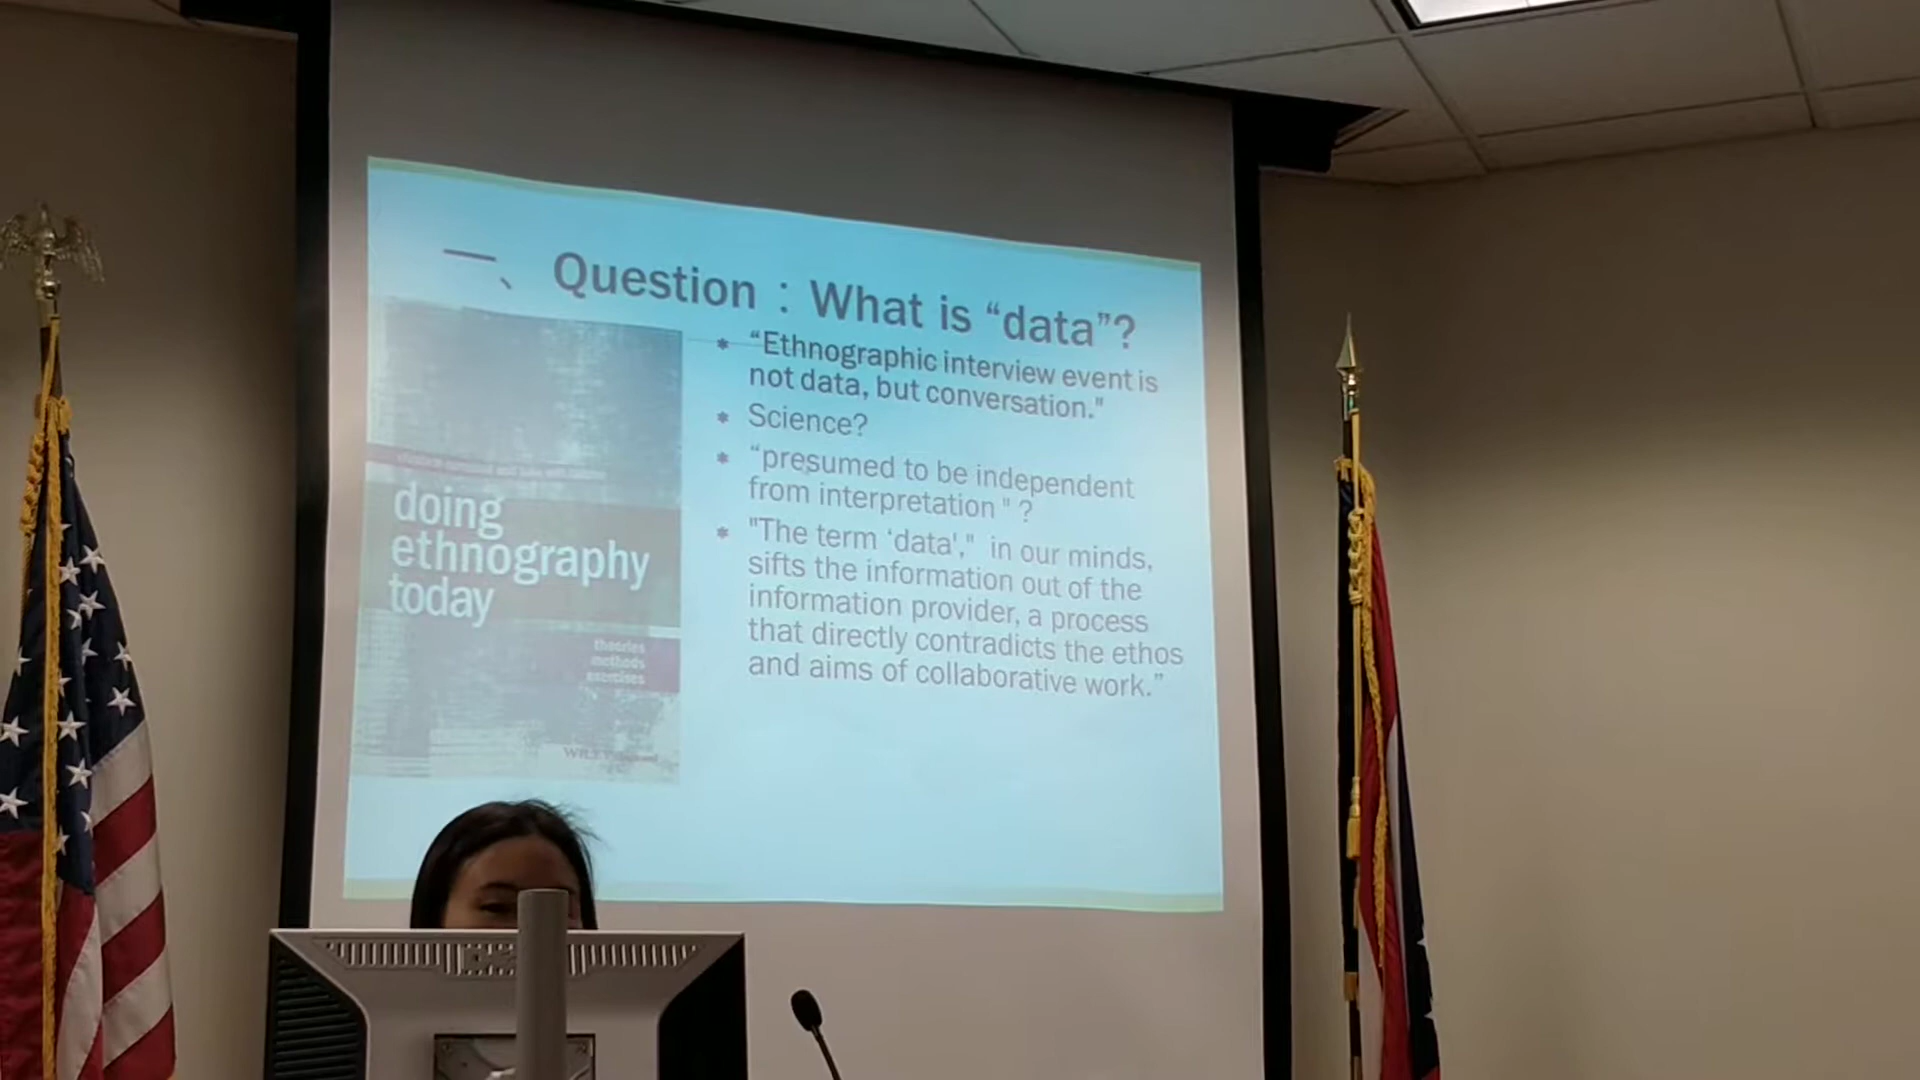 一、 Question：What is “data”?
* “Ethnographic interview event is
not data, but conversation."
* Science?
* “presumed to be independent
from interpretation " ?
* "The term ‘data'," in our minds,
sifts the information out of the
information provider, a process
that directly contradicts the ethos
and aims of collaborative work.”
doing
ethnography
today
theories
methods
exercises
WILEY